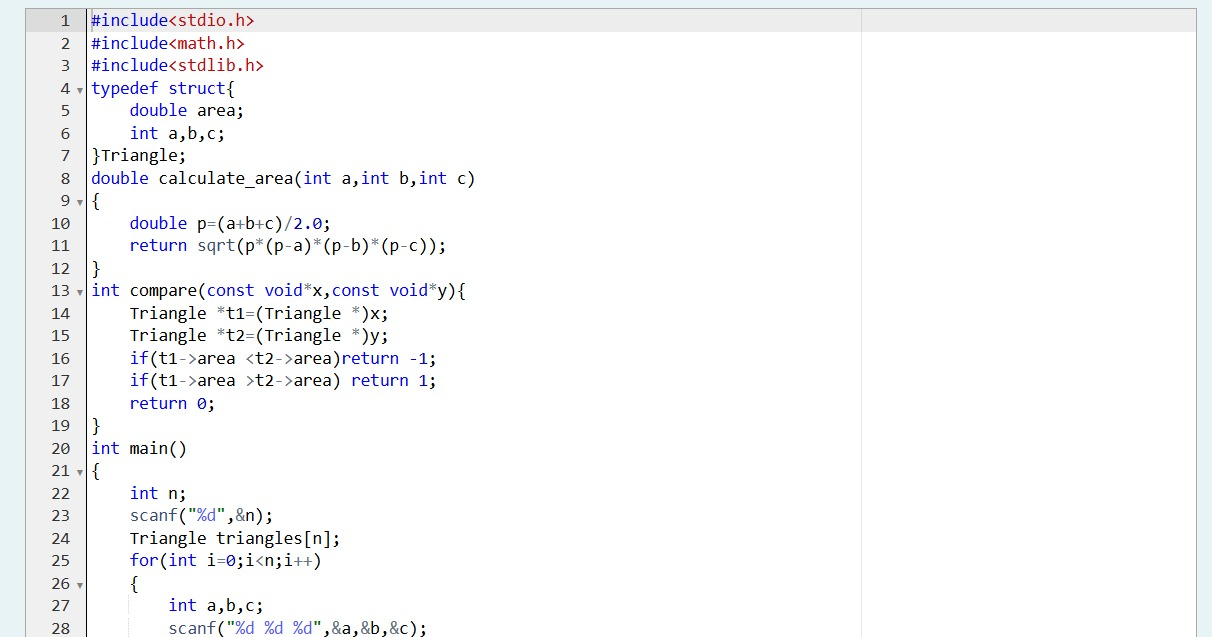 1 #include<stdio.h>
2 #include<math.h>
3 #include<stdlib.h>
4 typedef struct{
5     double area;
6     int a,b,c;
7 }Triangle;
8 double calculate_area(int a,int b,int c)
9 {
10     double p=(a+b+c)/2.0;
11     return sqrt(p*(p-a)*(p-b)*(p-c));
12 }
13 int compare(const void*x,const void*y){
14     Triangle *t1=(Triangle *)x;
15     Triangle *t2=(Triangle *)y;
16     if(t1->area <t2->area)return -1;
17     if(t1->area >t2->area) return 1;
18     return 0;
19 }
20 int main()
21 {
22     int n;
23     scanf("%d",&n);
24     Triangle triangles[n];
25     for(int i=0;i<n;i++)
26     {
27         int a,b,c;
28         scanf("%d %d %d",&a,&b,&c);